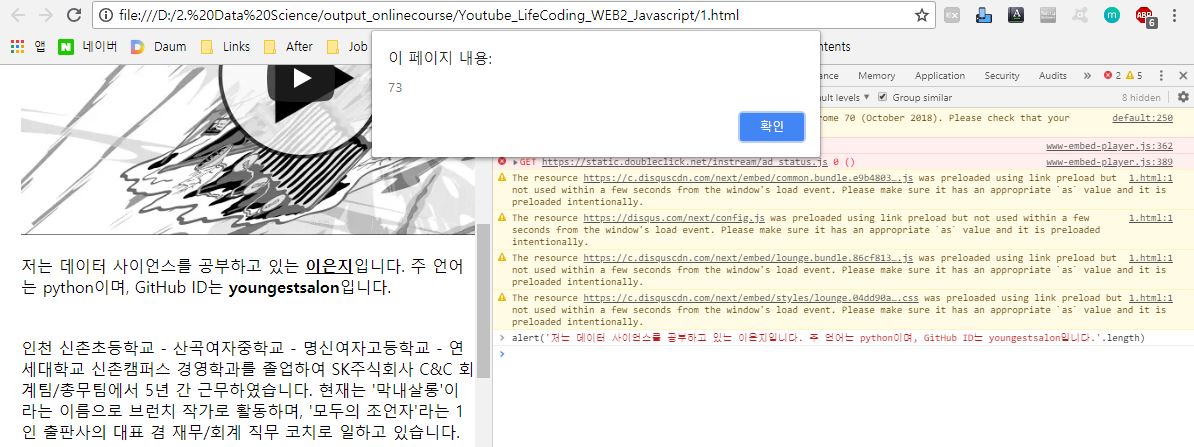 file:///D:/2.%20Data%20Science/output_onlinecourse/Youtube_LifeCoding_WEB2_Javascript/1.html
6
앱 네이버 Daum Links After Job
이 페이지 내용:
73
확인
Memory Application Security Audits » 2 5
levels ▼ Group similar 8 hidden
70 (October 2018). Please check that your default:250
www-embed-player.js:362
GET https://static.doubleclick.net/instream/ad_status.js 0 () www-embed-player.js:389
The resource https://c.disquscdn.com/next/embed/common.bundle.e9b4803….js was preloaded using link preload but 1.html:1
not used within a few seconds from the window's load event. Please make sure it has an appropriate `as` value and it is
preloaded intentionally.
The resource https://disqus.com/next/config.js was preloaded using link preload but not used within a few 1.html:1
seconds from the window's load event. Please make sure it has an appropriate `as` value and it is preloaded
intentionally.
The resource https://c.disquscdn.com/next/embed/lounge.bundle.86cf813….js was preloaded using link preload but 1.html:1
not used within a few seconds from the window's load event. Please make sure it has an appropriate `as` value and it is
preloaded intentionally.
The resource https://c.disquscdn.com/next/embed/styles/lounge.04dd90a….css was preloaded using link preload but 1.html:1
not used within a few seconds from the window's load event. Please make sure it has an appropriate `as` value and it is
preloaded intentionally.
alert('저는 데이터 사이언스를 공부하고 있는 이은지입니다. 주 언어는 python이며, GitHub ID는 youngestsalon입니다.'.length)
저는 데이터 사이언스를 공부하고 있는 이은지입니다. 주 언어
는 python이며, GitHub ID는 youngestsalon입니다.
인천 신촌초등학교 - 산곡여자중학교 - 명신여자고등학교 - 연
세대학교 신촌캠퍼스 경영학과를 졸업하여 SK주식회사 C&C 회
계팀/총무팀에서 5년 간 근무하였습니다. 현재는 '막내살롱'이
라는 이름으로 브런치 작가로 활동하며, '모두의 조언자'라는 1
인 출판사의 대표 겸 재무/회계 직무 코치로 일하고 있습니다.